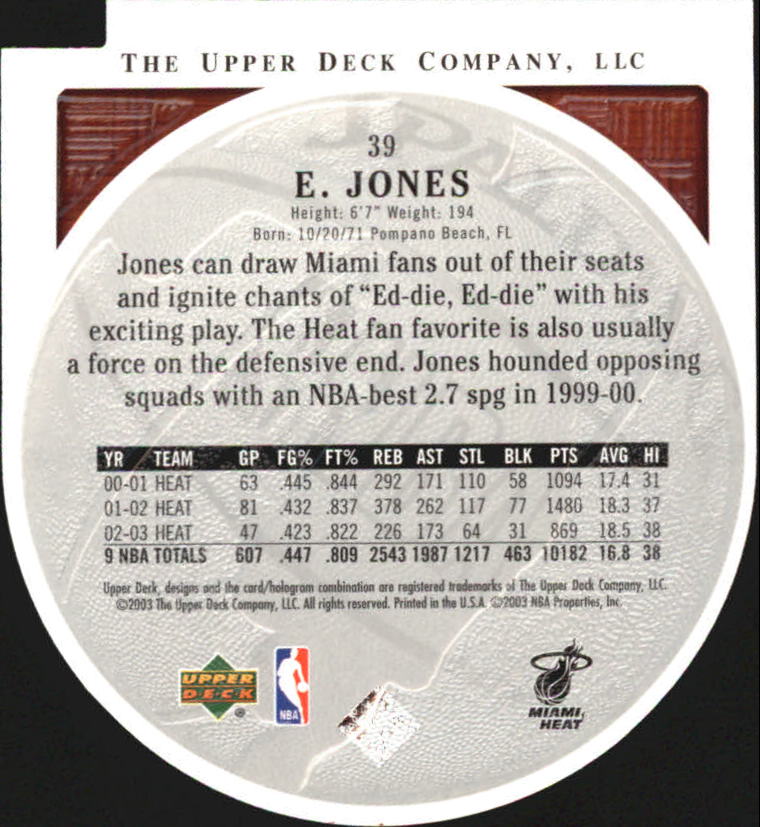 THE UPPER DECK COMPANY, LLC
39
E. JONES
Height: 6'7" Weight: 194
Born: 10/20/71 Pompano Beach, FL
Jones can draw Miami fans out of their seats
and ignite chants of “Ed-die, Ed-die” with his
exciting play. The Heat fan favorite is also usually
a force on the defensive end. Jones hounded opposing
squads with an NBA-best 2.7 spg in 1999-00.
YR TEAM GP FG% FT% REB AST STL BLK PTS AVG HI
00-01 HEAT 63 .445 .844 292 171 110 58 1094 17.4 31
01-02 HEAT 81 .432 .837 378 262 117 77 1480 18.3 37
02-03 HEAT 47 .423 .822 226 173 64 31 869 18.5 38
9 NBA TOTALS 607 .447 .809 2543 1987 1217 463 10182 16.8 38
Upper Deck, designs and the card/hologram combination are registered trademarks of The Upper Deck Company, LLC.
©2003 The Upper Deck Company, LLC. All rights reserved. Printed in the U.S.A. ©2003 NBA Properties, Inc.
UPPER
DECK
®
NBA
MIAMI
HEAT